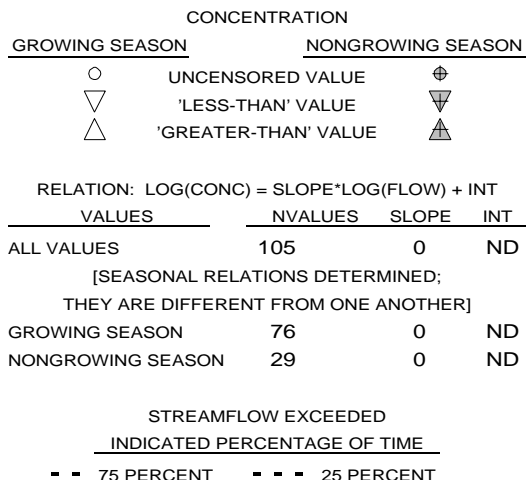 CONCENTRATION
GROWING SEASON NONGROWING SEASON
UNCENSORED VALUE
'LESS-THAN' VALUE
'GREATER-THAN' VALUE
RELATION: LOG(CONC) = SLOPE*LOG(FLOW) + INT
VALUES NVALUES SLOPE INT
ALL VALUES 105 0 ND
[SEASONAL RELATIONS DETERMINED;
THEY ARE DIFFERENT FROM ONE ANOTHER]
GROWING SEASON 76 0 ND
NONGROWING SEASON 29 0 ND
STREAMFLOW EXCEEDED
INDICATED PERCENTAGE OF TIME
75 PERCENT 25 PERCENT